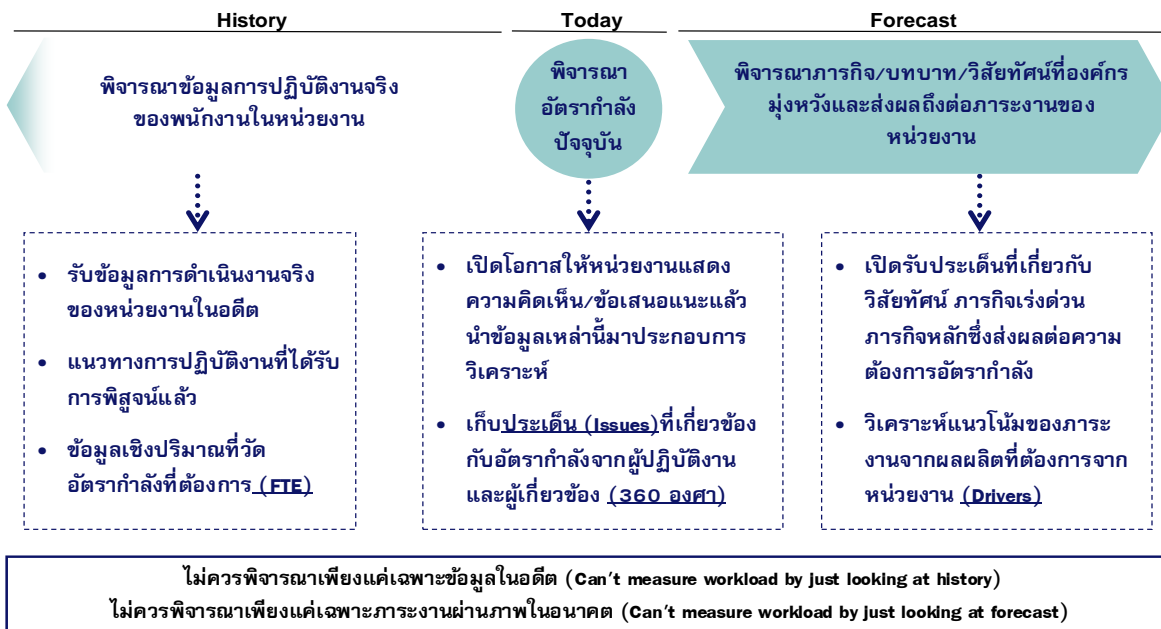 History
Today
Forecast
พิจารณาข้อมูลการปฏิบัติงานจริง
ของพนักงานในหน่วยงาน
พิจารณา
อัตรากำลัง
ปัจจุบัน
พิจารณาภารกิจ/บทบาท/วิสัยทัศน์ที่องค์กร
มุ่งหวังและส่งผลถึงต่อภาระงานของ
หน่วยงาน
• รับข้อมูลการดำเนินงานจริง
ของหน่วยงานในอดีต
• แนวทางการปฏิบัติงานที่ได้รับ
การพิสูจน์แล้ว
• ข้อมูลเชิงปริมาณที่วัด
อัตรากำลังที่ต้องการ (FTE)
• เปิดโอกาสให้หน่วยงานแสดง
ความคิดเห็น/ข้อเสนอแนะแล้ว
นำข้อมูลเหล่านี้มาประกอบการ
วิเคราะห์
• เก็บประเด็น (Issues)ที่เกี่ยวข้อง
กับอัตรากำลังจากผู้ปฏิบัติงาน
และผู้เกี่ยวข้อง (360 องศา)
• เปิดรับประเด็นที่เกี่ยวกับ
วิสัยทัศน์ ภารกิจเร่งด่วน
ภารกิจหลักซึ่งส่งผลต่อความ
ต้องการอัตรากำลัง
• วิเคราะห์แนวโน้มของภาระ
งานจากผลผลิตที่ต้องการจาก
หน่วยงาน (Drivers)
ไม่ควรพิจารณาเพียงแค่เฉพาะข้อมูลในอดีต (Can't measure workload by just looking at history)
ไม่ควรพิจารณาเพียงแค่เฉพาะภาระงานผ่านภาพในอนาคต (Can't measure workload by just looking at forecast)